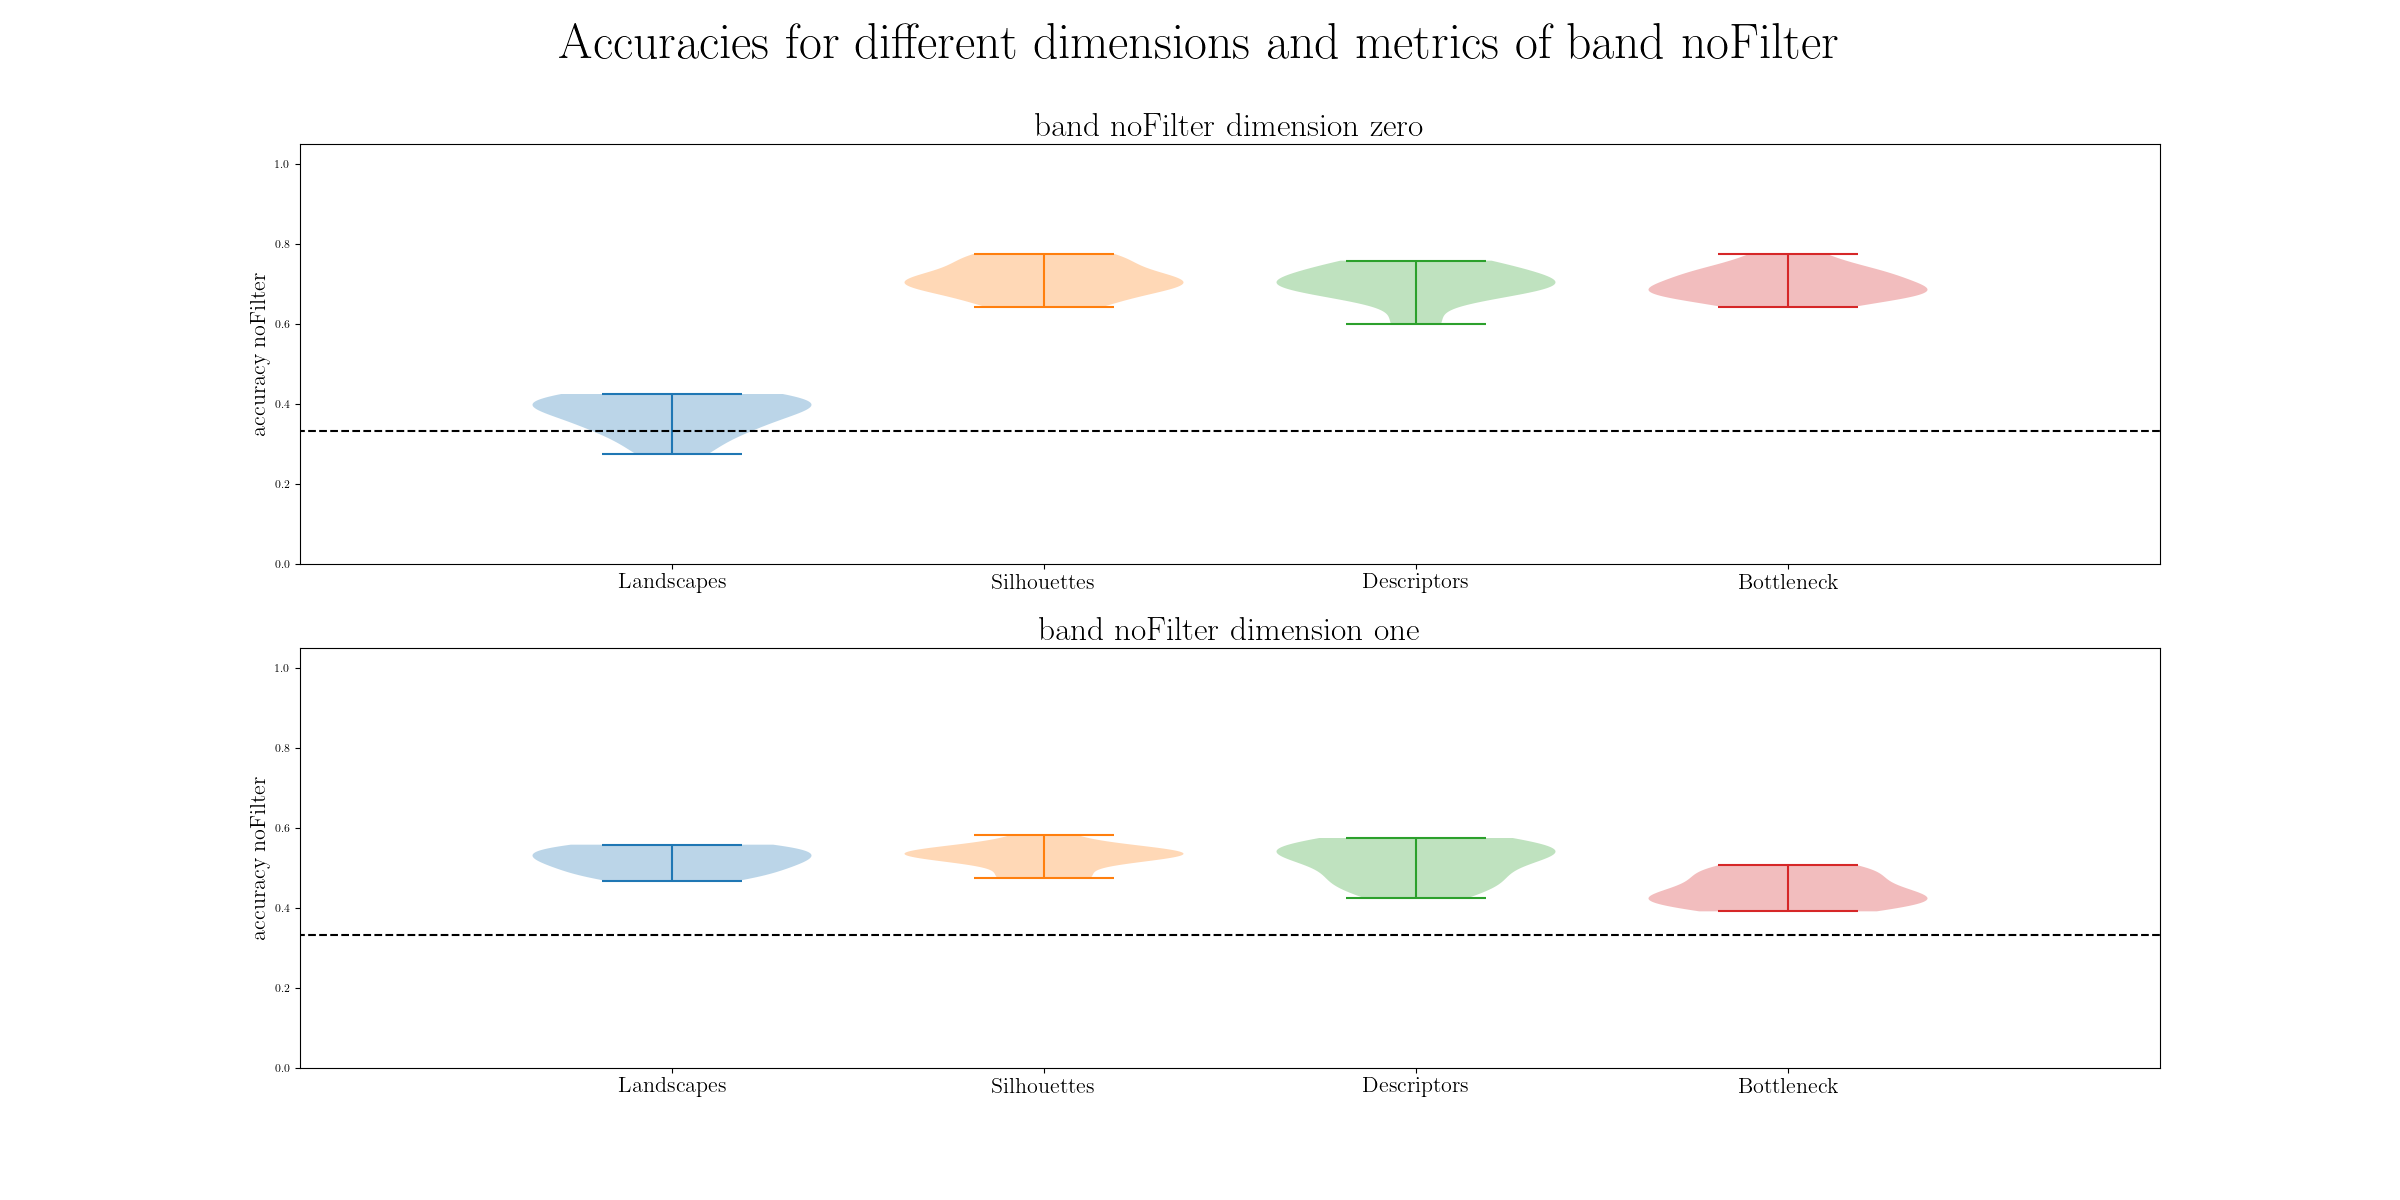 Accuracies for different dimensions and metrics of band noFilter
band noFilter dimension zero
accuracy noFilter
1.0
0.8
0.6
0.4
0.2
0.0
Landscapes Silhouettes Descriptors Bottleneck
band noFilter dimension one
accuracy noFilter
1.0
0.8
0.6
0.4
0.2
0.0
Landscapes Silhouettes Descriptors Bottleneck